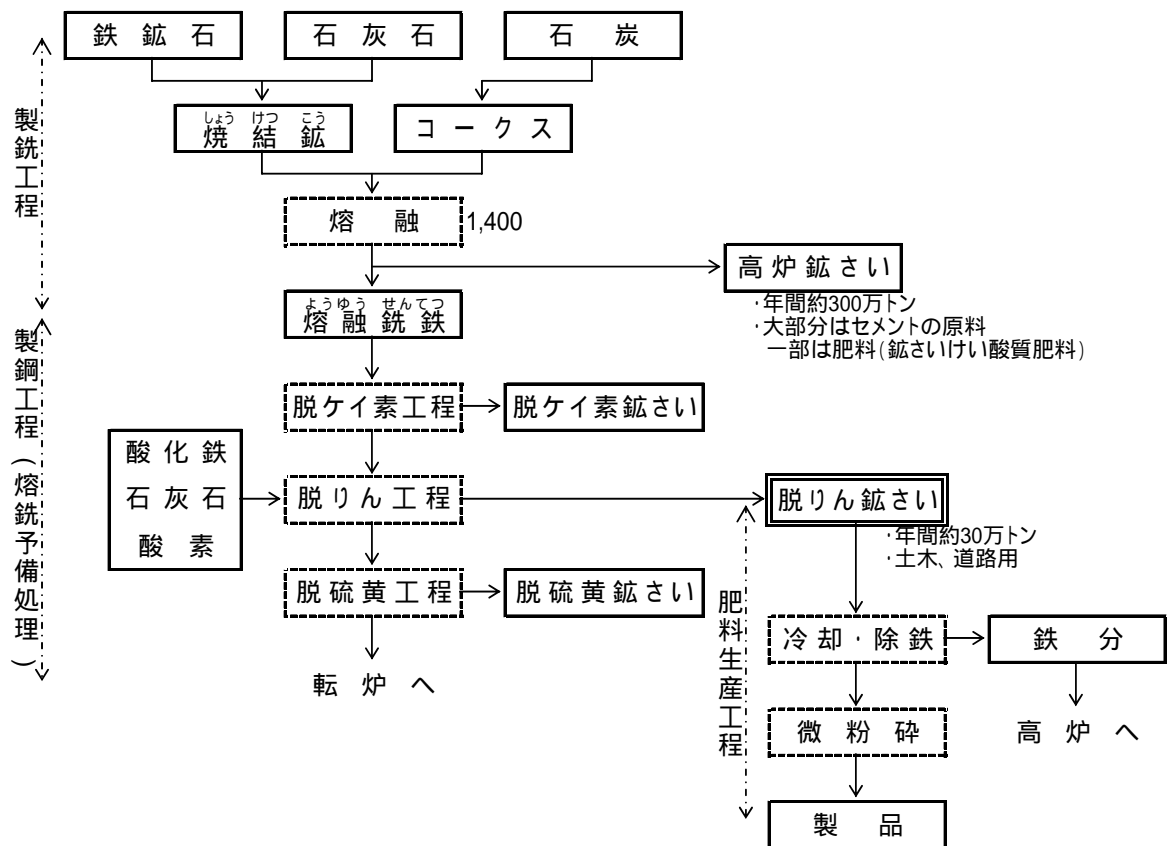 鉄鉱石
石灰石
石炭
製銑工程
しょう けつ こう
焼結鉱
コークス
熔融
1,400
高炉鉱さい
・年間約300万トン
・大部分はセメントの原料
一部は肥料(鉱さいけい酸質肥料)
ようゆう せんてつ
熔融銑鉄
製鋼工程(熔銑予備処理)
脱ケイ素工程
脱ケイ素鉱さい
酸化鉄
石灰石
酸素
脱りん工程
脱りん鉱さい
・年間約30万トン
・土木、道路用
脱硫黄工程
脱硫黄鉱さい
転炉へ
肥料生産工程
冷却・除鉄
鉄分
微粉砕
高炉へ
製品